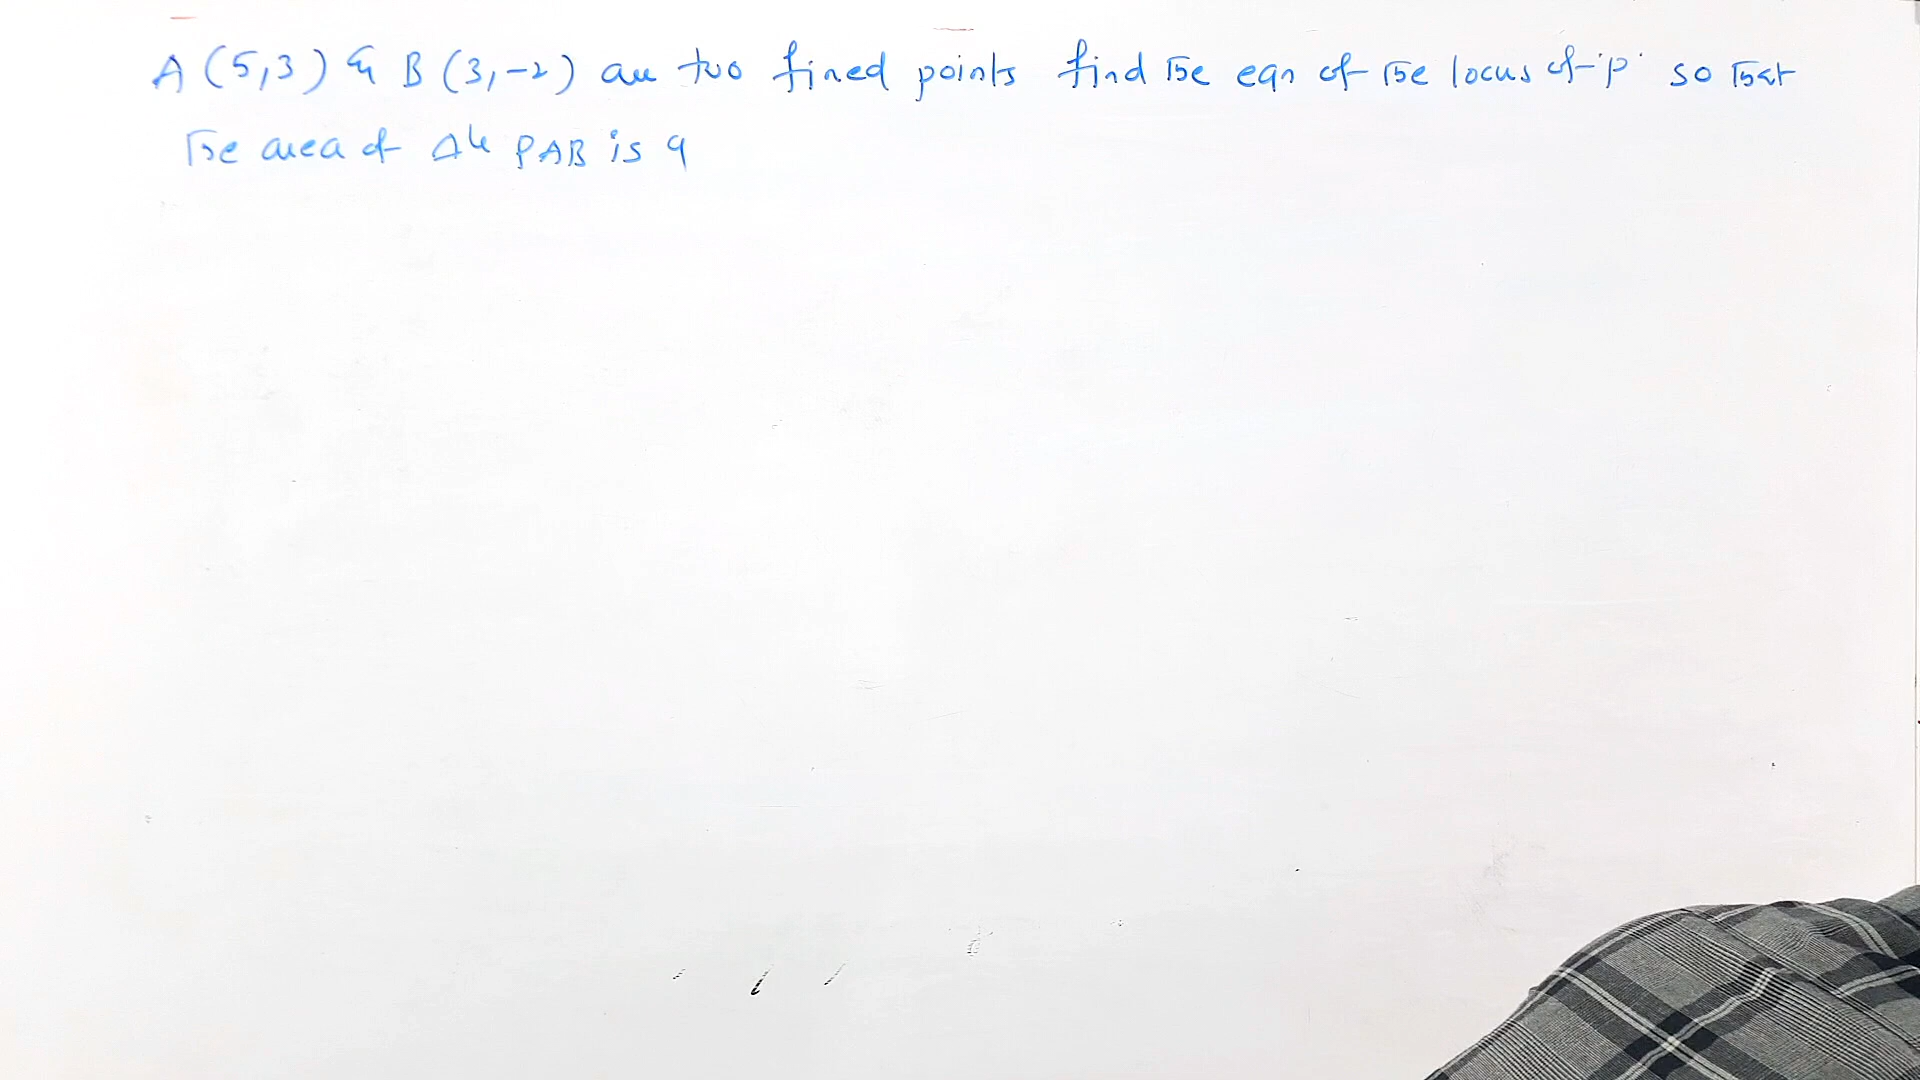 A (5,3) & B (3,-2) are two fixed points find the eqn of the locus of 'p' so that
the area of Δle PAB is 9